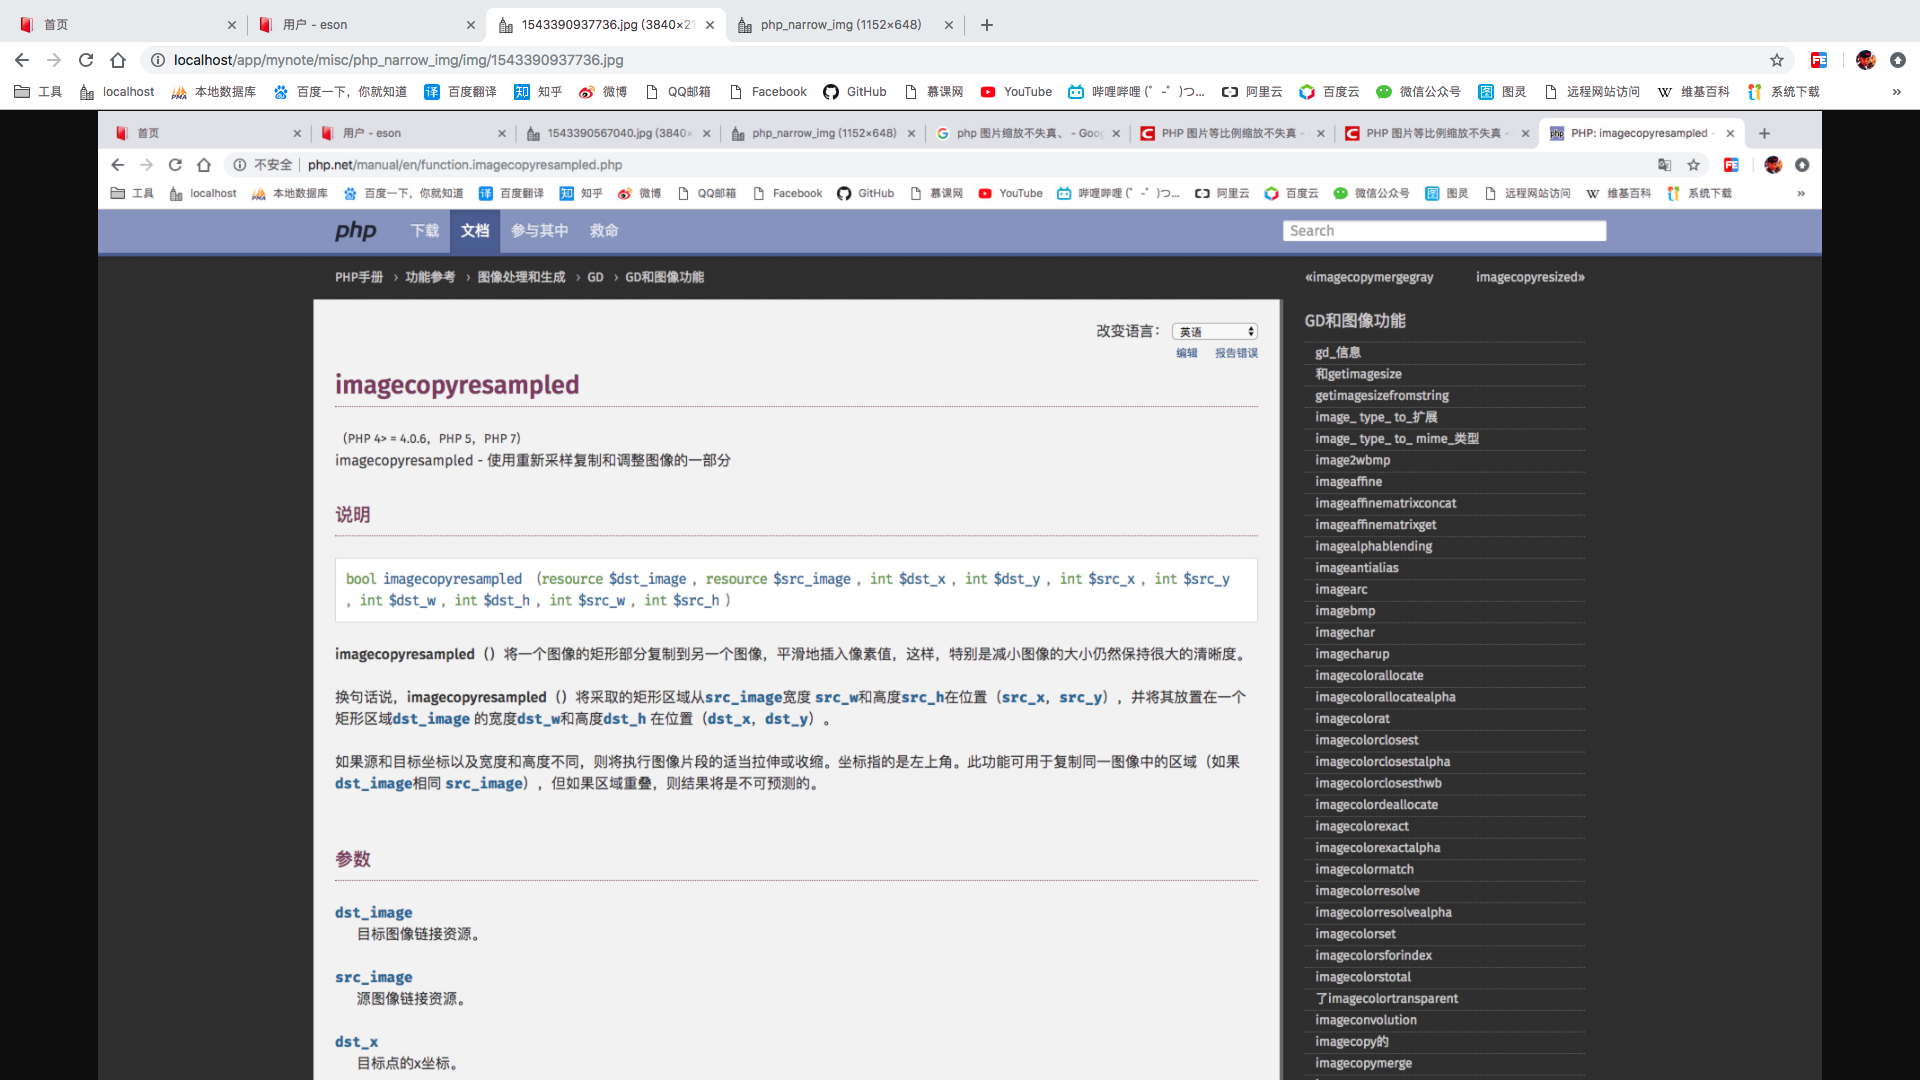 首页
用户 - eson
1543390937736.jpg (3840×21
php_narrow_img (1152×648)
localhost/app/mynote/misc/php_narrow_img/img/1543390937736.jpg
工具 localhost 本地数据库 百度一下，你就知道 百度翻译 知乎 微博 QQ邮箱 Facebook GitHub 慕课网 YouTube 哔哩哔哩 (゜-゜)つ... 阿里云 百度云 微信公众号 图灵 远程网站访问 维基百科 系统下载 »
首页
用户 - eson
1543390567040.jpg (3840×
php_narrow_img (1152×648)
php 图片缩放不失真、 - Goo
PHP 图片等比例缩放不失真 -
PHP 图片等比例缩放不失真 -
PHP: imagecopyresampled -
不安全 php.net/manual/en/function.imagecopyresampled.php
工具 localhost 本地数据库 百度一下，你就知道 百度翻译 知乎 微博 QQ邮箱 Facebook GitHub 慕课网 YouTube 哔哩哔哩 (゜-゜)つ... 阿里云 百度云 微信公众号 图灵 远程网站访问 维基百科 系统下载 »
php 下载 文档 参与其中 救命 Search
PHP手册 › 功能参考 › 图像处理和生成 › GD › GD和图像功能
«imagecopymergegray imagecopyresized»
改变语言： 英语
编辑 报告错误
imagecopyresampled
（PHP 4> = 4.0.6，PHP 5，PHP 7）
imagecopyresampled - 使用重新采样复制和调整图像的一部分
说明
bool imagecopyresampled （resource $dst_image , resource $src_image , int $dst_x , int $dst_y , int $src_x , int $src_y
, int $dst_w , int $dst_h , int $src_w , int $src_h ）
imagecopyresampled（）将一个图像的矩形部分复制到另一个图像，平滑地插入像素值，这样，特别是减小图像的大小仍然保持很大的清晰度。
换句话说，imagecopyresampled（）将采取的矩形区域从src_image宽度 src_w和高度src_h在位置（src_x，src_y），并将其放置在一个
矩形区域dst_image 的宽度dst_w和高度dst_h 在位置（dst_x，dst_y）。
如果源和目标坐标以及宽度和高度不同，则将执行图像片段的适当拉伸或收缩。坐标指的是左上角。此功能可用于复制同一图像中的区域（如果
dst_image相同 src_image），但如果区域重叠，则结果将是不可预测的。
参数
dst_image
目标图像链接资源。
src_image
源图像链接资源。
dst_x
目标点的x坐标。
GD和图像功能
gd_信息
和getimagesize
getimagesizefromstring
image_ type_ to_扩展
image_ type_ to_ mime_类型
image2wbmp
imageaffine
imageaffinematrixconcat
imageaffinematrixget
imagealphablending
imageantialias
imagearc
imagebmp
imagechar
imagecharup
imagecolorallocate
imagecolorallocatealpha
imagecolorat
imagecolorclosest
imagecolorclosestalpha
imagecolorclosesthwb
imagecolordeallocate
imagecolorexact
imagecolorexactalpha
imagecolormatch
imagecolorresolve
imagecolorresolvealpha
imagecolorset
imagecolorsforindex
imagecolorstotal
了imagecolortransparent
imageconvolution
imagecopy的
imagecopymerge